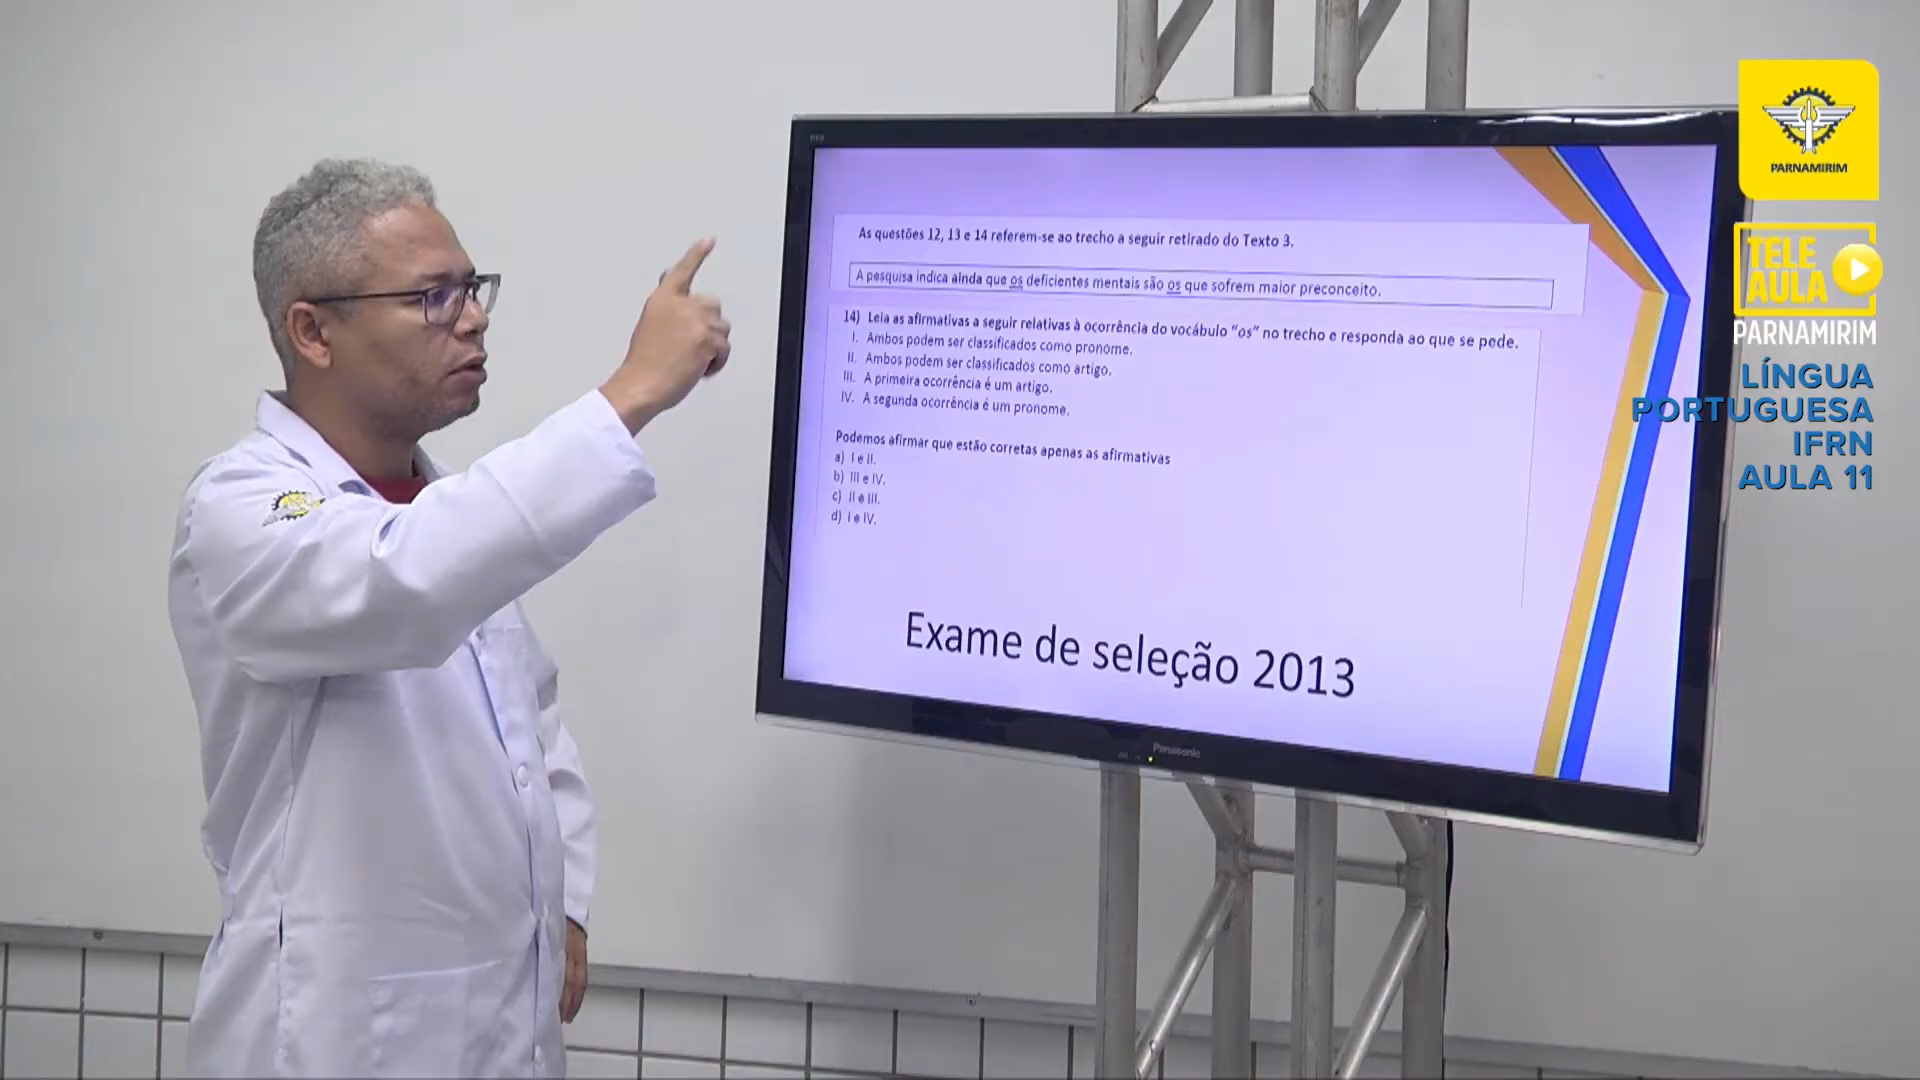 As questões 12, 13 e 14 referem-se ao trecho a seguir retirado do Texto 3.
A pesquisa indica ainda que os deficientes mentais são os que sofrem maior preconceito.
14) Leia as afirmativas a seguir relativas à ocorrência do vocábulo "os" no trecho e responda ao que se pede.
I. Ambos podem ser classificados como pronome.
II. Ambos podem ser classificados como artigo.
III. A primeira ocorrência é um artigo.
IV. A segunda ocorrência é um pronome.
Podemos afirmar que estão corretas apenas as afirmativas
a) I e II.
b) III e IV.
c) II e III.
d) I e IV.
Exame de seleção 2013
Panasonic
PARNAMIRIM
TELE
AULA
PARNAMIRIM
LÍNGUA
PORTUGUESA
IFRN
AULA 11